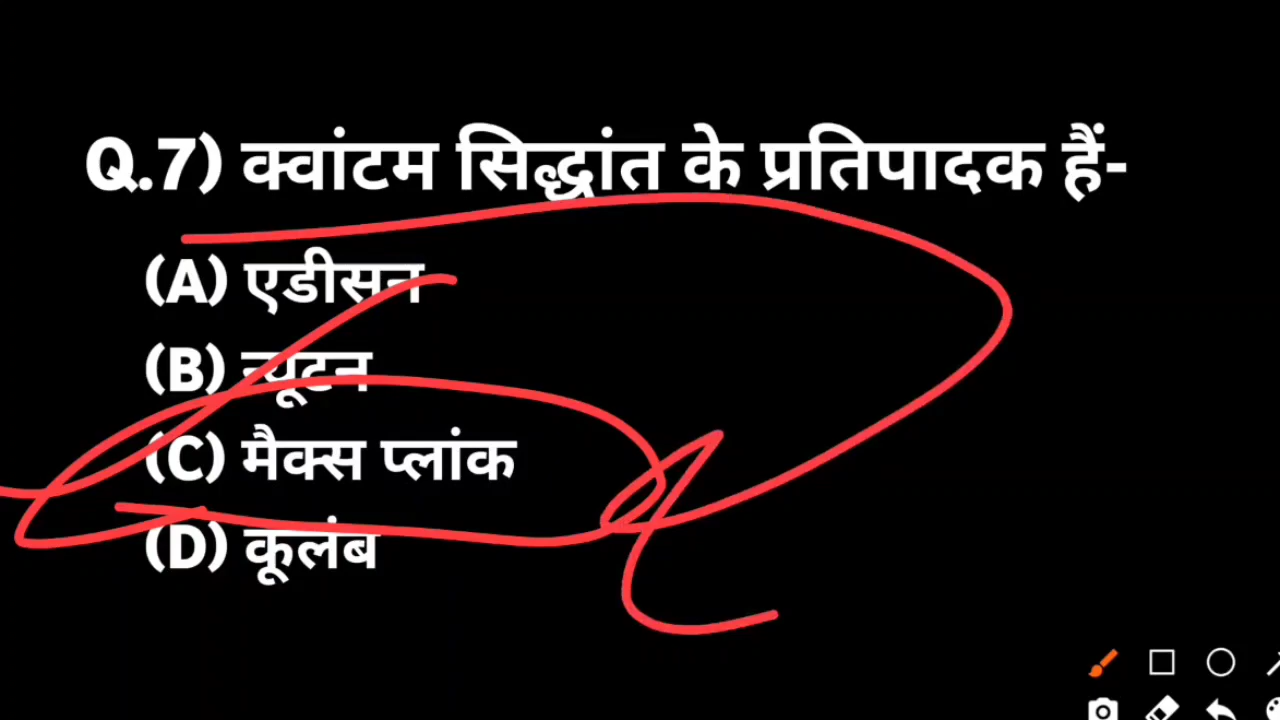 Q.7) क्वांटम सिद्धांत के प्रतिपादक हैं-
(A) एडीसन
(B) न्यूटन
(C) मैक्स प्लांक
(D) कूलंब